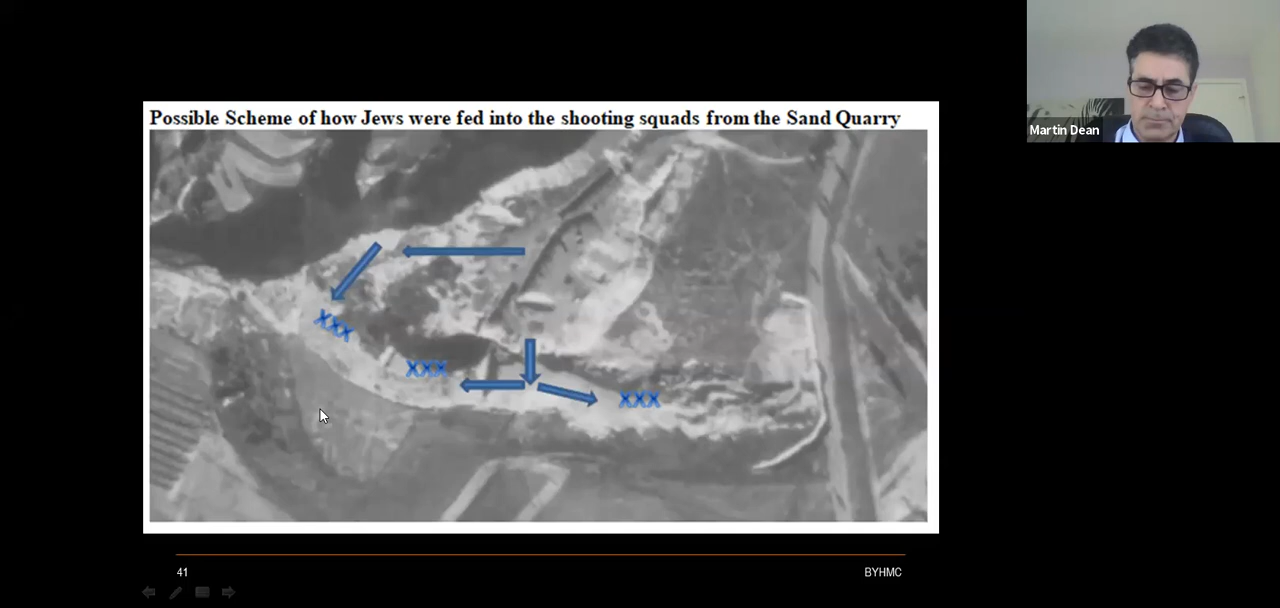 Possible Scheme of how Jews were fed into the shooting squads from the Sand Quarry
Martin Dean
XXX
XXX
XXX
41
BYHMC